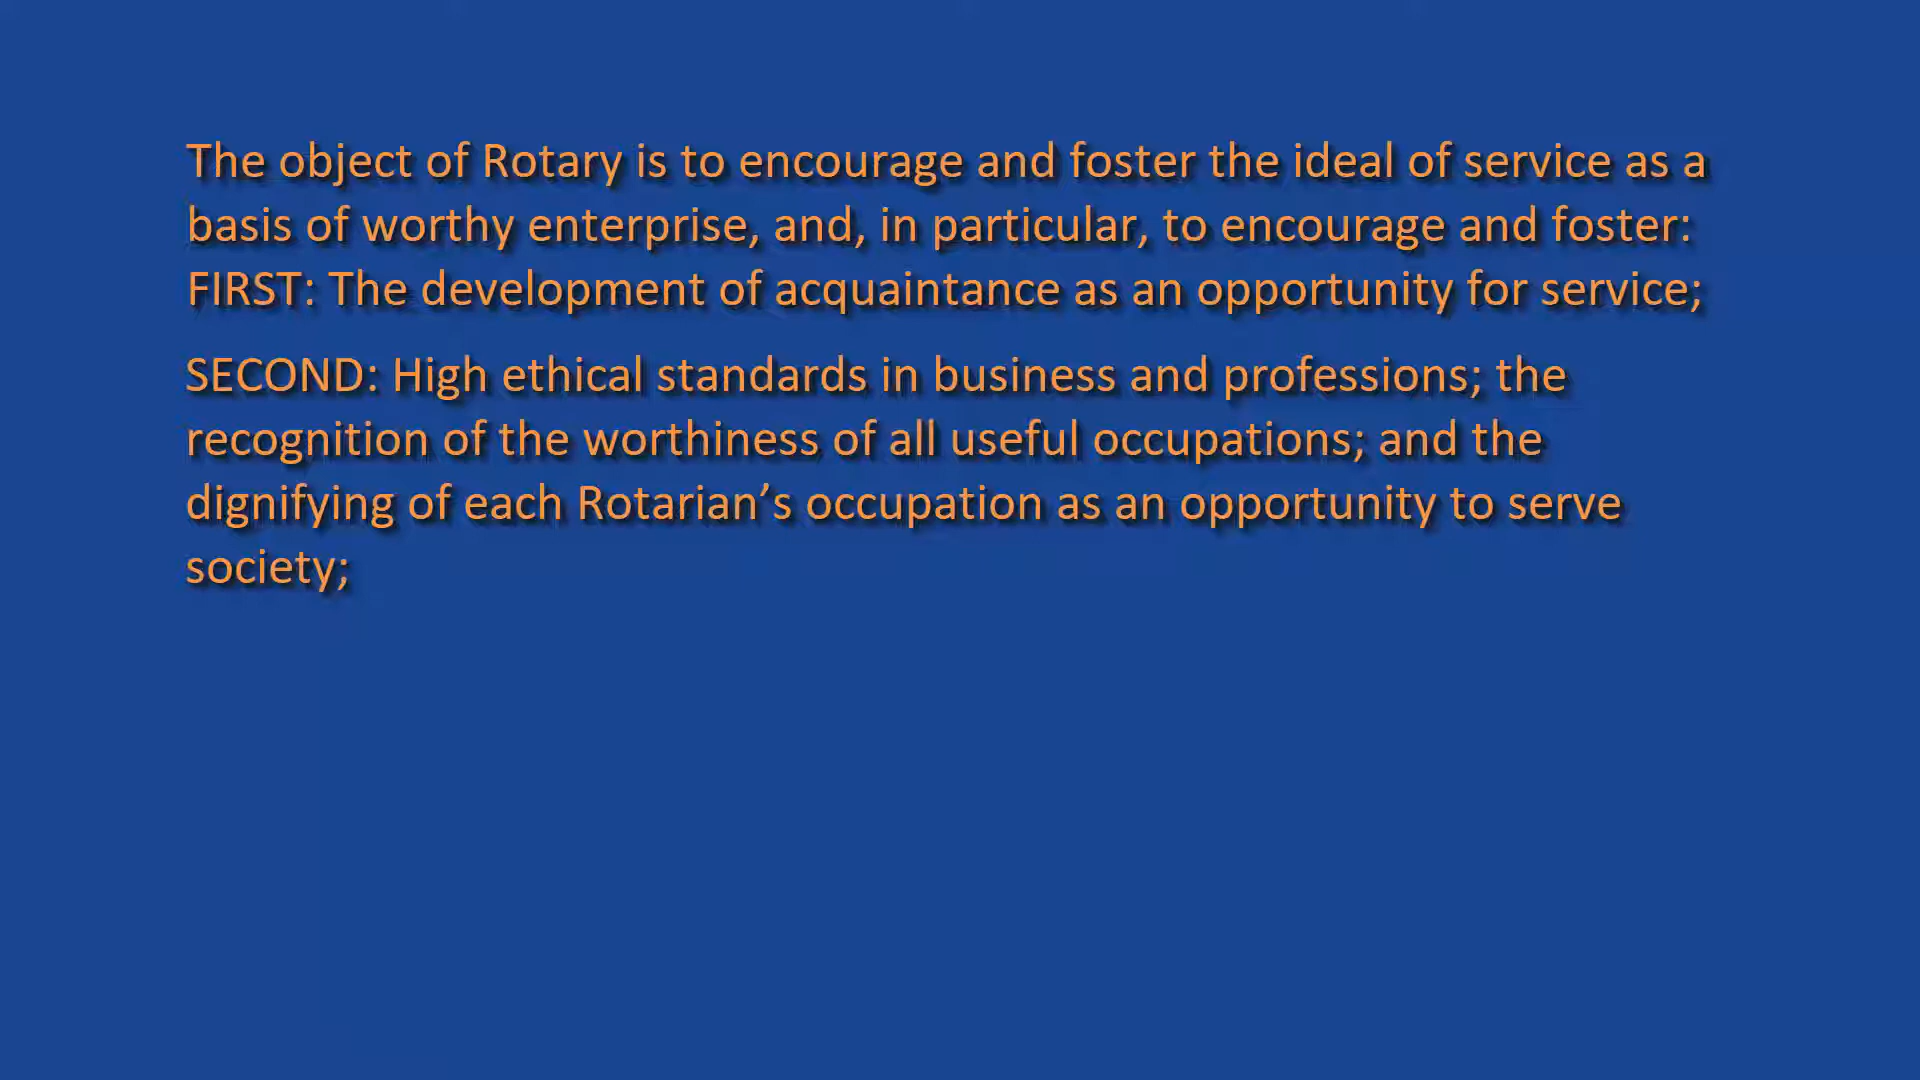 The object of Rotary is to encourage and foster the ideal of service as a
basis of worthy enterprise, and, in particular, to encourage and foster:
FIRST: The development of acquaintance as an opportunity for service;
SECOND: High ethical standards in business and professions; the
recognition of the worthiness of all useful occupations; and the
dignifying of each Rotarian’s occupation as an opportunity to serve
society;